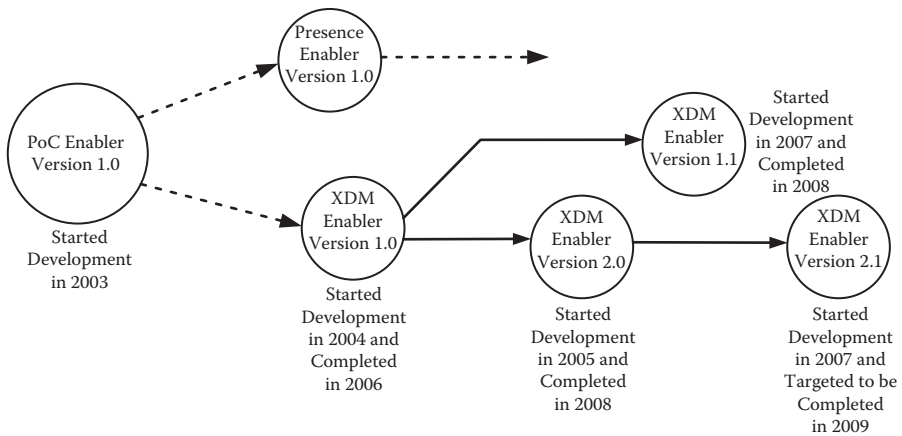 Presence
Enabler
Version 1.0
PoC Enabler
Version 1.0
Started
Development
in 2003
XDM
Enabler
Version 1.0
Started
Development
in 2004 and
Completed
in 2006
XDM
Enabler
Version 1.1
Started
Development
in 2007 and
Completed
in 2008
XDM
Enabler
Version 2.0
Started
Development
in 2005 and
Completed
in 2008
XDM
Enabler
Version 2.1
Started
Development
in 2007 and
Targeted to be
Completed
in 2009